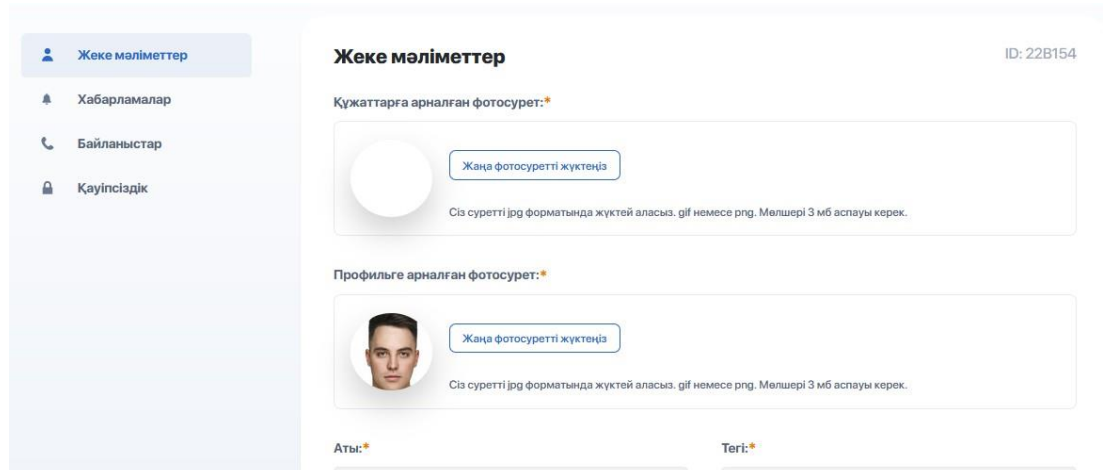 Жеке мәліметтер
Хабарламалар
Байланыстар
Қауіпсіздік
Жеке мәліметтер
ID: 22B154
Құжаттарға арналған фотосурет:*
Жаңа фотосуретті жүктеңіз
Сіз суретті jpg форматында жүктей аласыз. gif немесе png. Мөлшері 3 мб аспауы керек.
Профильге арналған фотосурет:*
Жаңа фотосуретті жүктеңіз
Сіз суретті jpg форматында жүктей аласыз. gif немесе png. Мөлшері 3 мб аспауы керек.
Аты:*
Тегі:*